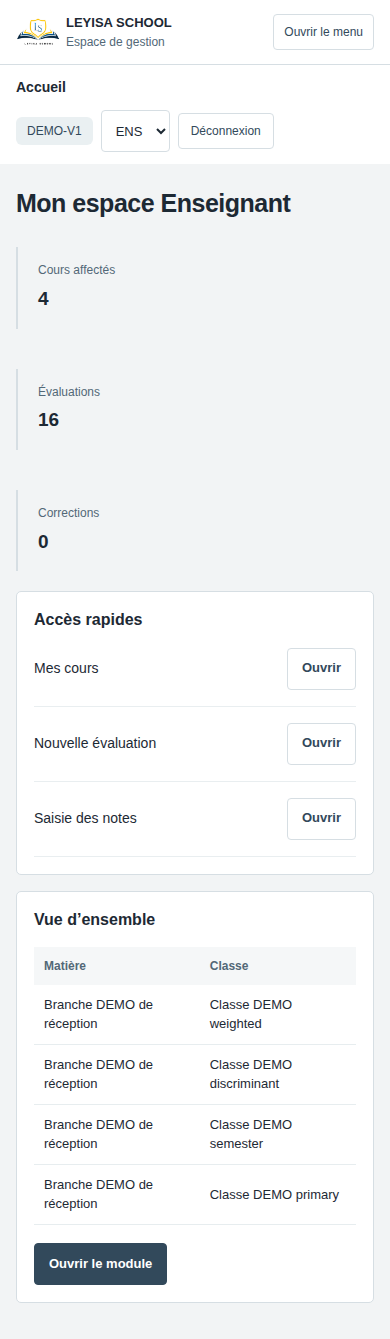 LEYISA SCHOOL
Espace de gestion
Ouvrir le menu
Accueil
DEMO-V1
ENS
Déconnexion
Mon espace Enseignant
Cours affectés
4
Évaluations
16
Corrections
0
Accès rapides
Mes cours
Ouvrir
Nouvelle évaluation
Ouvrir
Saisie des notes
Ouvrir
Vue d’ensemble
Matière Classe
Branche DEMO de réception Classe DEMO weighted
Branche DEMO de réception Classe DEMO discriminant
Branche DEMO de réception Classe DEMO semester
Branche DEMO de réception Classe DEMO primary
Ouvrir le module